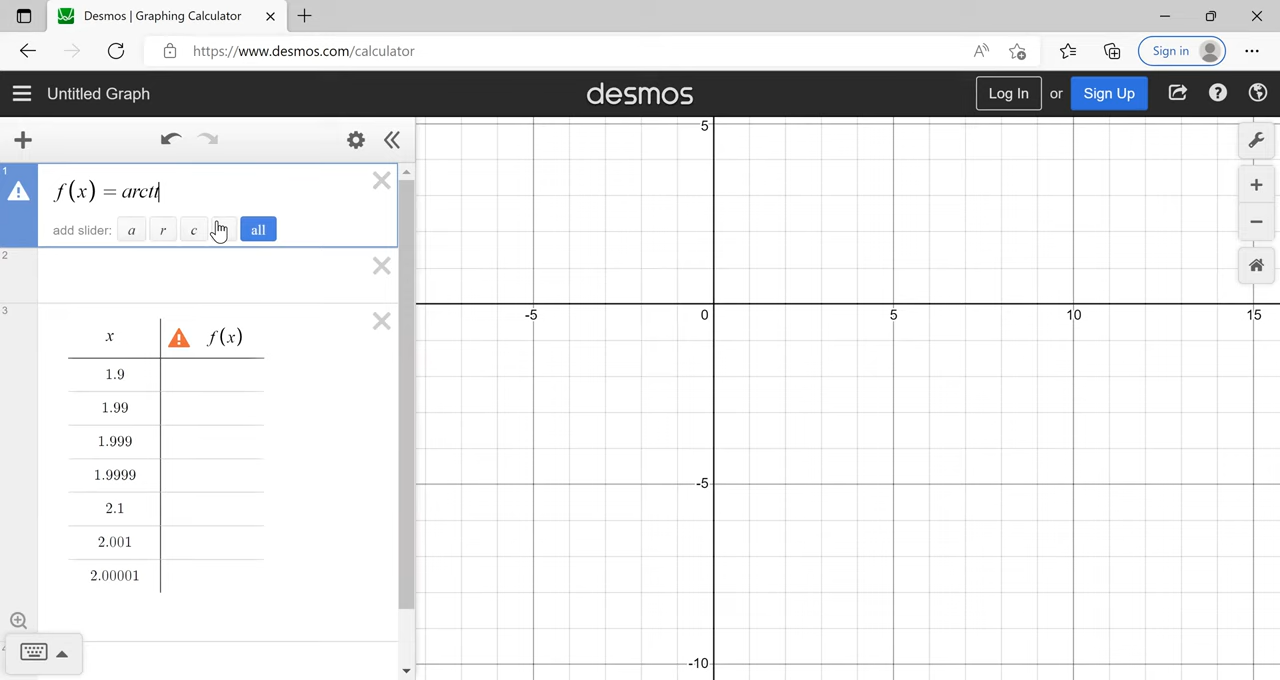 Desmos | Graphing Calculator
https://www.desmos.com/calculator
Sign in
Untitled Graph
desmos
Log In or Sign Up
1
f(x) = arctt
add slider: a r c all
2
3
x f(x)
1.9
1.99
1.999
1.9999
2.1
2.001
2.00001
5
-5 0 5 10 15
-5
-10